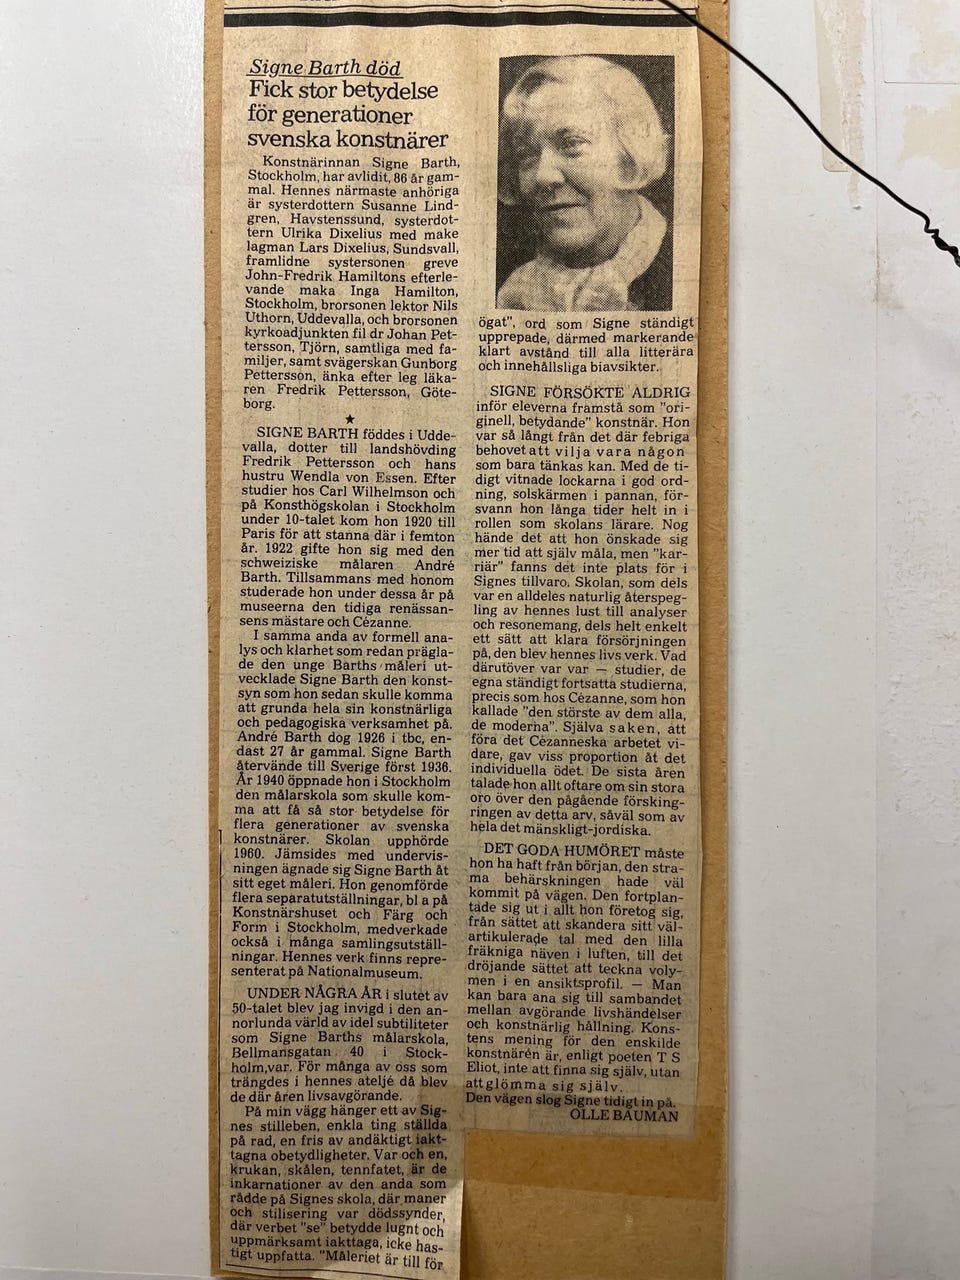 Signe Barth död
Fick stor betydelse
för generationer
svenska konstnärer
Konstnärinnan Signe Barth,
Stockholm, har avlidit, 86 år gam-
mal. Hennes närmaste anhöriga
är systerdottern Susanne Lind-
gren, Havstenssund, systerdot-
tern Ulrika Dixelius med make
lagman Lars Dixelius, Sundsvall,
framlidne systersonen greve
John-Fredrik Hamiltons efterle-
vande maka Inga Hamilton,
Stockholm, brorsonen lektor Nils
Uthorn, Uddevalla, och brorsonen
kyrkoadjunkten fil dr Johan Pet-
tersson, Tjörn, samtliga med fa-
miljer, samt svägerskan Gunborg
Pettersson, änka efter leg läka-
ren Fredrik Pettersson, Göte-
borg.
★
SIGNE BARTH föddes i Udde-
valla, dotter till landshövding
Fredrik Pettersson och hans
hustru Wendla von Essen. Efter
studier hos Carl Wilhelmson och
på Konsthögskolan i Stockholm
under 10-talet kom hon 1920 till
Paris för att stanna där i femton
år. 1922 gifte hon sig med den
schweiziske målaren André
Barth. Tillsammans med honom
studerade hon under dessa år på
museerna den tidiga renässan-
sens mästare och Cézanne.
I samma anda av formell ana-
lys och klarhet som redan prägla-
de den unge Barths måleri ut-
vecklade Signe Barth den konst-
syn som hon sedan skulle komma
att grunda hela sin konstnärliga
och pedagogiska verksamhet på.
André Barth dog 1926 i tbc, en-
dast 27 år gammal. Signe Barth
återvände till Sverige först 1936.
År 1940 öppnade hon i Stockholm
den målarskola som skulle kom-
ma att få så stor betydelse för
flera generationer av svenska
konstnärer. Skolan upphörde
1960. Jämsides med undervis-
ningen ägnade sig Signe Barth åt
sitt eget måleri. Hon genomförde
flera separatutställningar, bl a på
Konstnärshuset och Färg och
Form i Stockholm, medverkade
också i många samlingsutställ-
ningar. Hennes verk finns repre-
senterat på Nationalmuseum.
UNDER NÅGRA ÅR i slutet av
50-talet blev jag invigd i den an-
norlunda värld av idel subtiliteter
som Signe Barths målarskola,
Bellmansgatan 40 i Stock-
holm,var. För många av oss som
trängdes i hennes ateljé då blev
de där åren livsavgörande.
På min vägg hänger ett av Sig-
nes stilleben, enkla ting ställda
på rad, en fris av andäktigt iakt-
tagna obetydligheter. Var och en,
krukan, skålen, tennfatet, är de
inkarnationer av den anda som
rådde på Signes skola, där maner
och stilisering var dödssynder,
där verbet "se" betydde lugnt och
uppmärksamt iakttaga, icke has-
tigt uppfatta. "Måleriet är till för
ögat", ord som Signe ständigt
upprepade, därmed markerande
klart avstånd till alla litterära
och innehållsliga biavsikter.
SIGNE FÖRSÖKTE ALDRIG
inför eleverna framstå som "ori-
ginell, betydande" konstnär. Hon
var så långt från det där febriga
behovet att vilja vara någon
som bara tänkas kan. Med de ti-
digt vitnade lockarna i god ord-
ning, solskärmen i pannan, för-
svann hon långa tider helt in i
rollen som skolans lärare. Nog
hände det att hon önskade sig
mer tid att själv måla, men "kar-
riär" fanns det inte plats för i
Signes tillvaro. Skolan, som dels
var en alldeles naturlig återspeg-
ling av hennes lust till analyser
och resonemang, dels helt enkelt
ett sätt att klara försörjningen
på, den blev hennes livs verk. Vad
därutöver var var — studier, de
egna ständigt fortsatta studierna,
precis som hos Cézanne, som hon
kallade "den störste av dem alla,
de moderna". Själva saken, att
föra det Cézanneska arbetet vi-
dare, gav viss proportion åt det
individuella ödet. De sista åren
talade hon allt oftare om sin stora
oro över den pågående försking-
ringen av detta arv, såväl som av
hela det mänskligt-jordiska.
DET GODA HUMÖRET måste
hon ha haft från början, den stra-
ma behärskningen hade väl
kommit på vägen. Den fortplan-
tade sig ut i allt hon företog sig,
från sättet att skandera sitt väl-
artikulerade tal med den lilla
fräkniga näven i luften, till det
dröjande sättet att teckna voly-
men i en ansiktsprofil. — Man
kan bara ana sig till sambandet
mellan avgörande livshändelser
och konstnärlig hållning. Kons-
tens mening för den enskilde
konstnären är, enligt poeten T S
Eliot, inte att finna sig själv, utan
att glömma sig själv.
Den vägen slog Signe tidigt in på.
OLLE BAUMAN